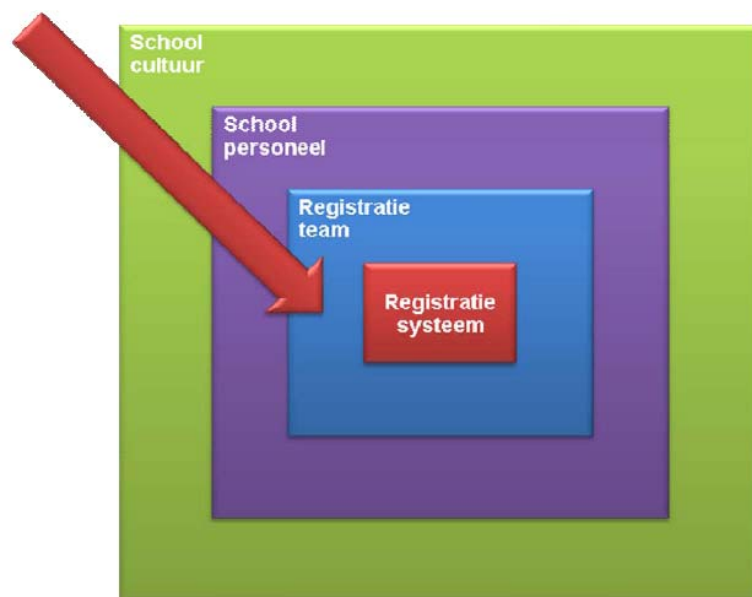 School
cultuur
School
personeel
Registratie
team
Registratie
systeem